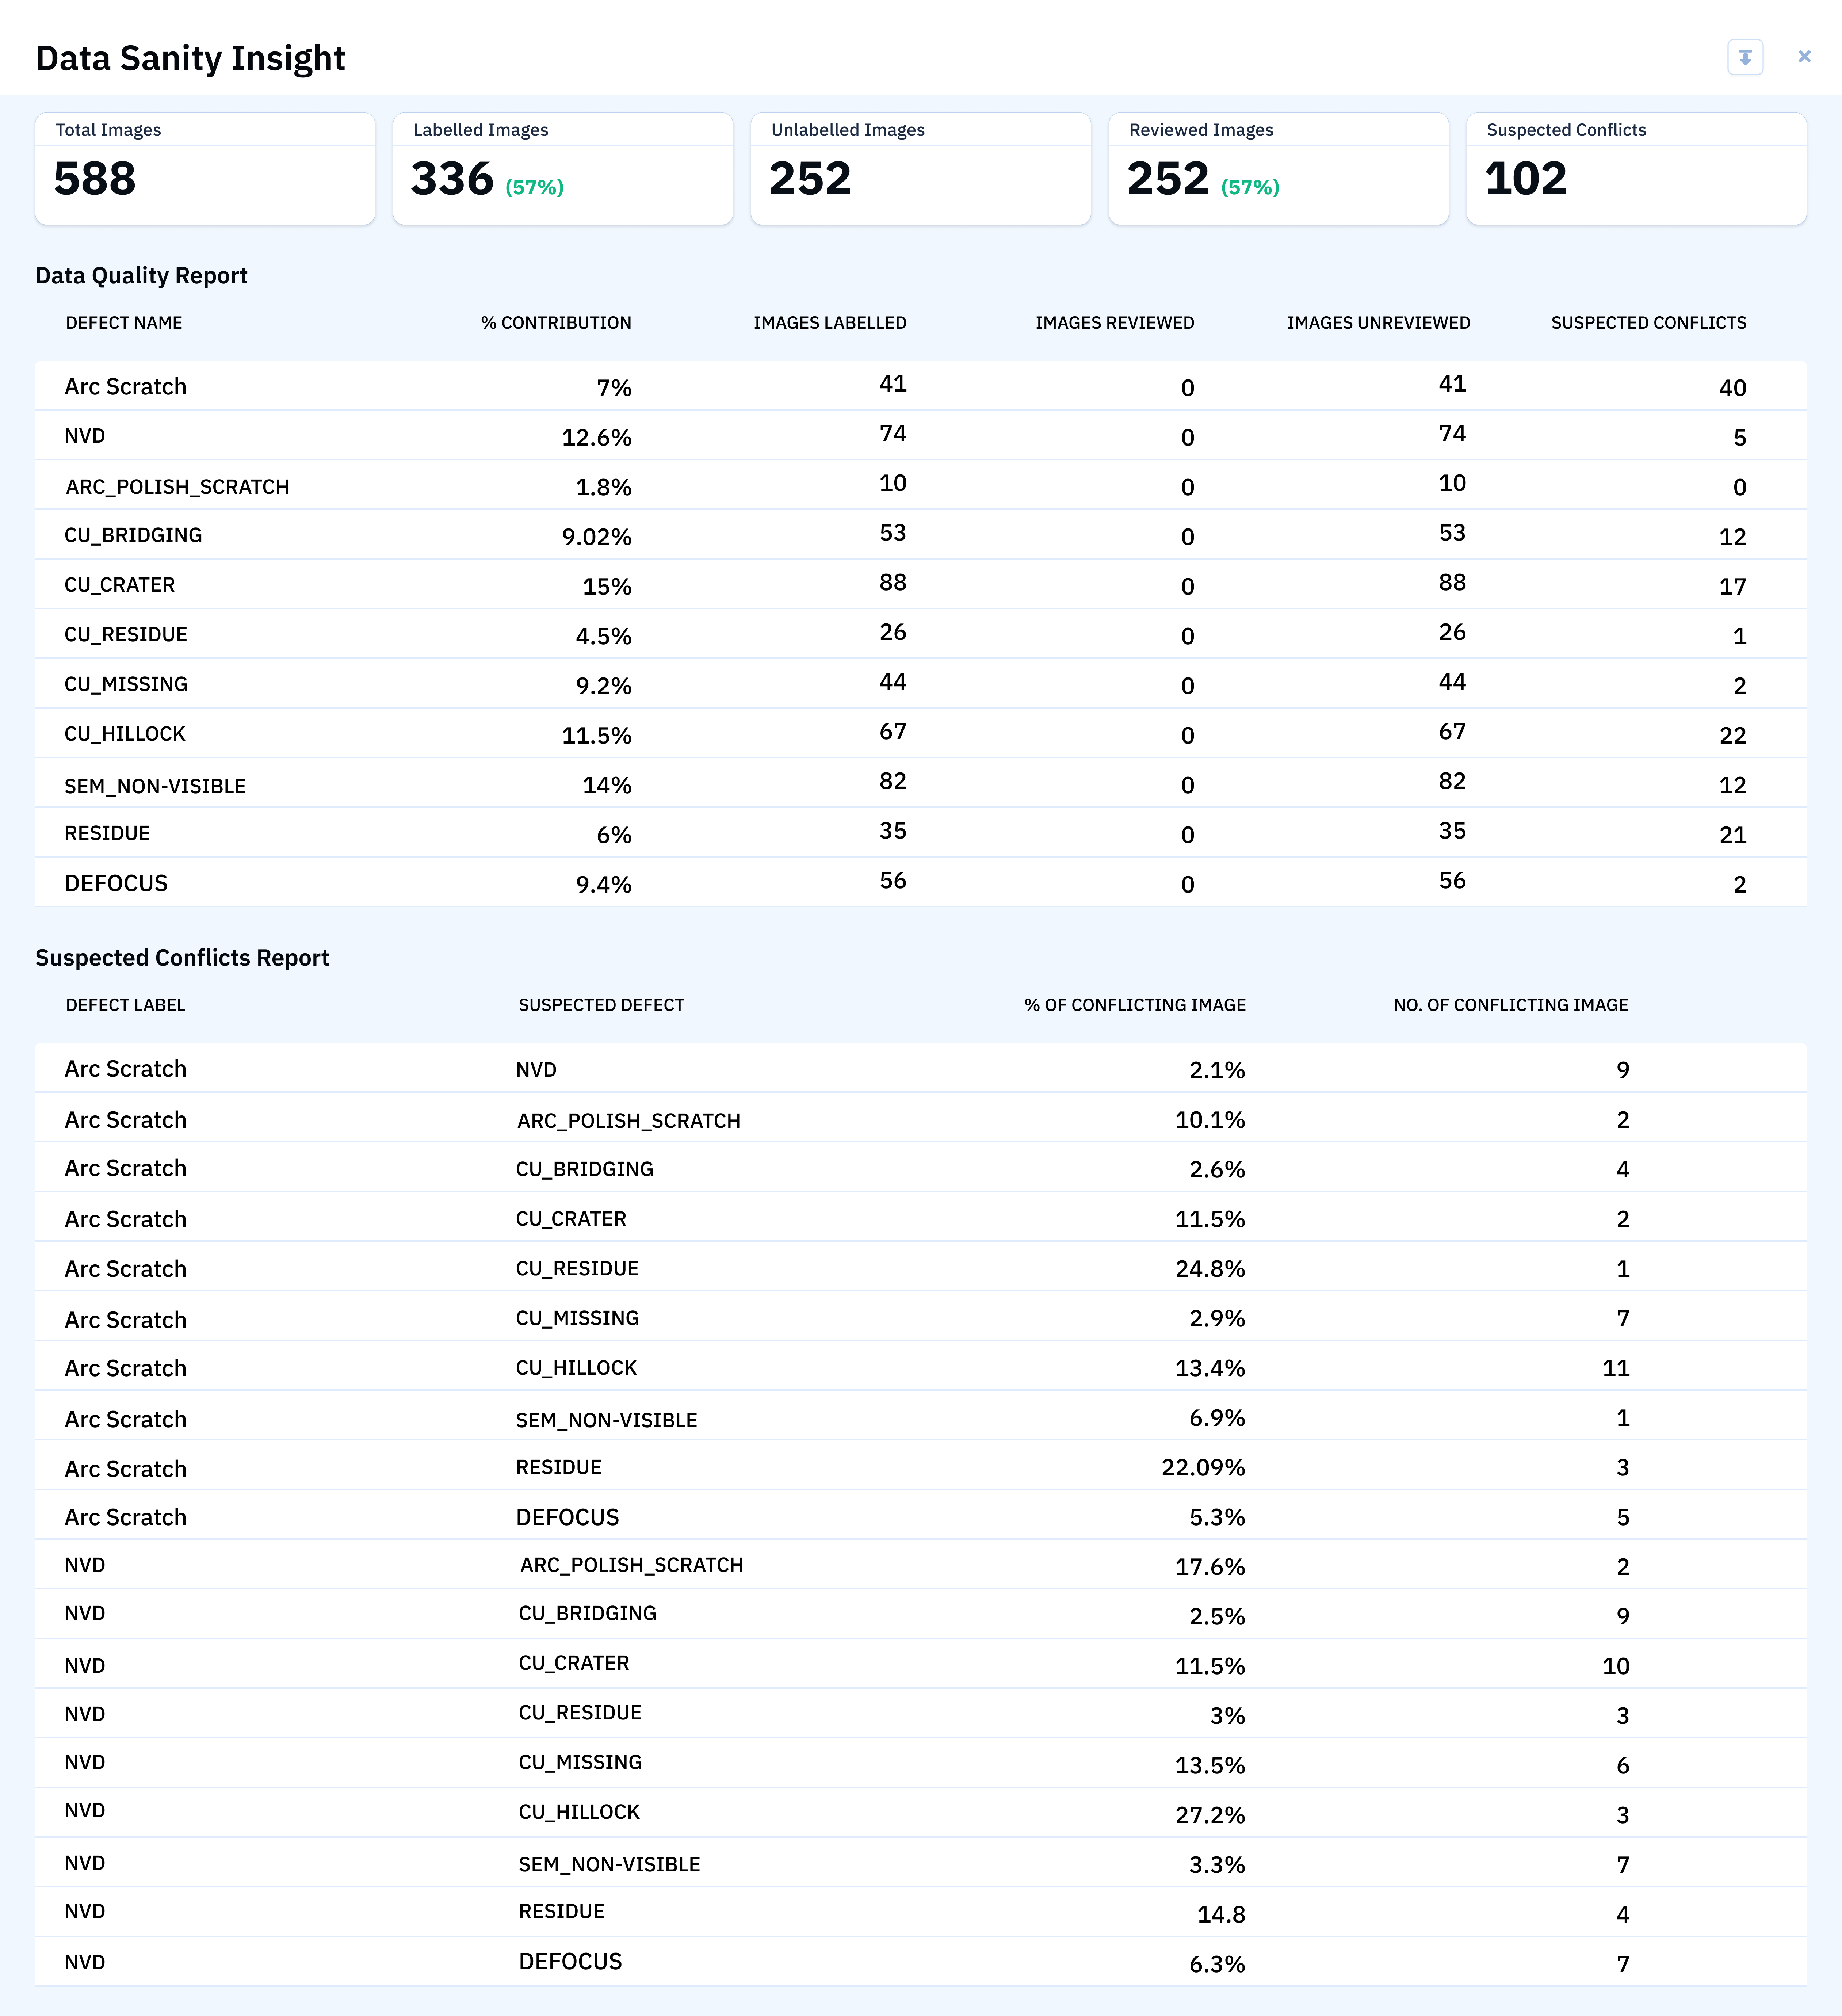 Data Sanity Insight
Total Images Labelled Images Unlabelled Images Reviewed Images Suspected Conflicts
588 336 (57%) 252 252 (57%) 102
Data Quality Report
DEFECT NAME % CONTRIBUTION IMAGES LABELLED IMAGES REVIEWED IMAGES UNREVIEWED SUSPECTED CONFLICTS
Arc Scratch 7% 41 0 41 40
NVD 12.6% 74 0 74 5
ARC_POLISH_SCRATCH 1.8% 10 0 10 0
CU_BRIDGING 9.02% 53 0 53 12
CU_CRATER 15% 88 0 88 17
CU_RESIDUE 4.5% 26 0 26 1
CU_MISSING 9.2% 44 0 44 2
CU_HILLOCK 11.5% 67 0 67 22
SEM_NON-VISIBLE 14% 82 0 82 12
RESIDUE 6% 35 0 35 21
DEFOCUS 9.4% 56 0 56 2
Suspected Conflicts Report
DEFECT LABEL SUSPECTED DEFECT % OF CONFLICTING IMAGE NO. OF CONFLICTING IMAGE
Arc Scratch NVD 2.1% 9
Arc Scratch ARC_POLISH_SCRATCH 10.1% 2
Arc Scratch CU_BRIDGING 2.6% 4
Arc Scratch CU_CRATER 11.5% 2
Arc Scratch CU_RESIDUE 24.8% 1
Arc Scratch CU_MISSING 2.9% 7
Arc Scratch CU_HILLOCK 13.4% 11
Arc Scratch SEM_NON-VISIBLE 6.9% 1
Arc Scratch RESIDUE 22.09% 3
Arc Scratch DEFOCUS 5.3% 5
NVD ARC_POLISH_SCRATCH 17.6% 2
NVD CU_BRIDGING 2.5% 9
NVD CU_CRATER 11.5% 10
NVD CU_RESIDUE 3% 3
NVD CU_MISSING 13.5% 6
NVD CU_HILLOCK 27.2% 3
NVD SEM_NON-VISIBLE 3.3% 7
NVD RESIDUE 14.8 4
NVD DEFOCUS 6.3% 7